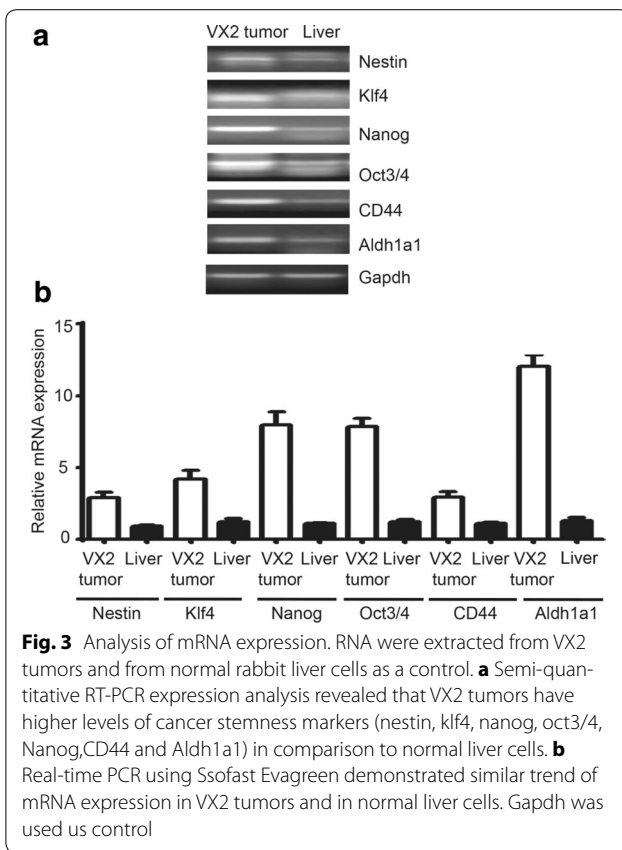 a
VX2 tumor Liver
Nestin
Klf4
Nanog
Oct3/4
CD44
Aldh1a1
Gapdh
b
Relative mRNA expression
15
10
5
0
VX2 tumor Liver VX2 tumor Liver VX2 tumor Liver VX2 tumor Liver VX2 tumor Liver VX2 tumor Liver
Nestin Klf4 Nanog Oct3/4 CD44 Aldh1a1
Fig. 3 Analysis of mRNA expression. RNA were extracted from VX2
tumors and from normal rabbit liver cells as a control. a Semi-quan-
titative RT-PCR expression analysis revealed that VX2 tumors have
higher levels of cancer stemness markers (nestin, klf4, nanog, oct3/4,
Nanog,CD44 and Aldh1a1) in comparison to normal liver cells. b
Real-time PCR using Ssofast Evagreen demonstrated similar trend of
mRNA expression in VX2 tumors and in normal liver cells. Gapdh was
used us control